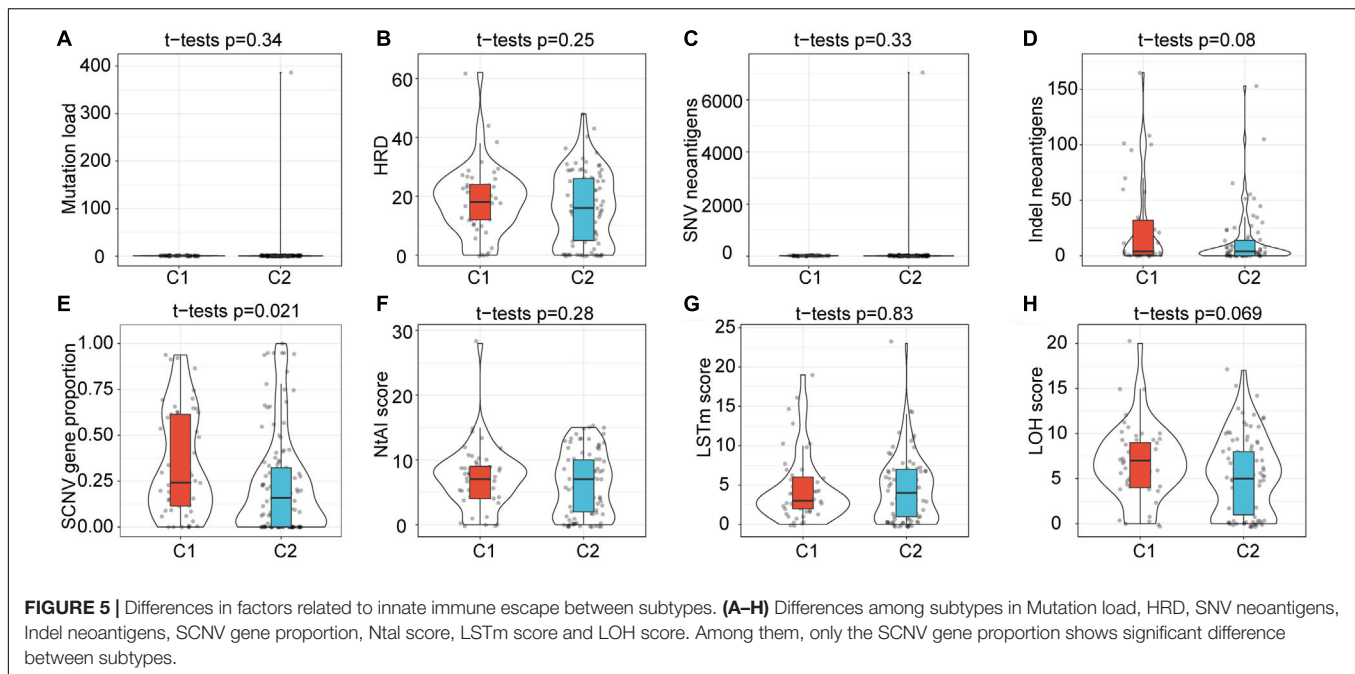 A
t-tests p=0.34
Mutation load
400
300
200
100
0
C1 C2
B
t-tests p=0.25
HRD
60
40
20
0
C1 C2
C
t-tests p=0.33
SNV neoantigens
6000
4000
2000
0
C1 C2
D
t-tests p=0.08
Indel neoantigens
150
100
50
0
C1 C2
E
t-tests p=0.021
SCNV gene proportion
1.00
0.75
0.50
0.25
0.00
C1 C2
F
t-tests p=0.28
NtAI score
30
20
10
0
C1 C2
G
t-tests p=0.83
LSTm score
25
20
15
10
5
0
C1 C2
H
t-tests p=0.069
LOH score
20
15
10
5
0
C1 C2
FIGURE 5 | Differences in factors related to innate immune escape between subtypes. (A–H) Differences among subtypes in Mutation load, HRD, SNV neoantigens,
Indel neoantigens, SCNV gene proportion, Ntal score, LSTm score and LOH score. Among them, only the SCNV gene proportion shows significant difference
between subtypes.